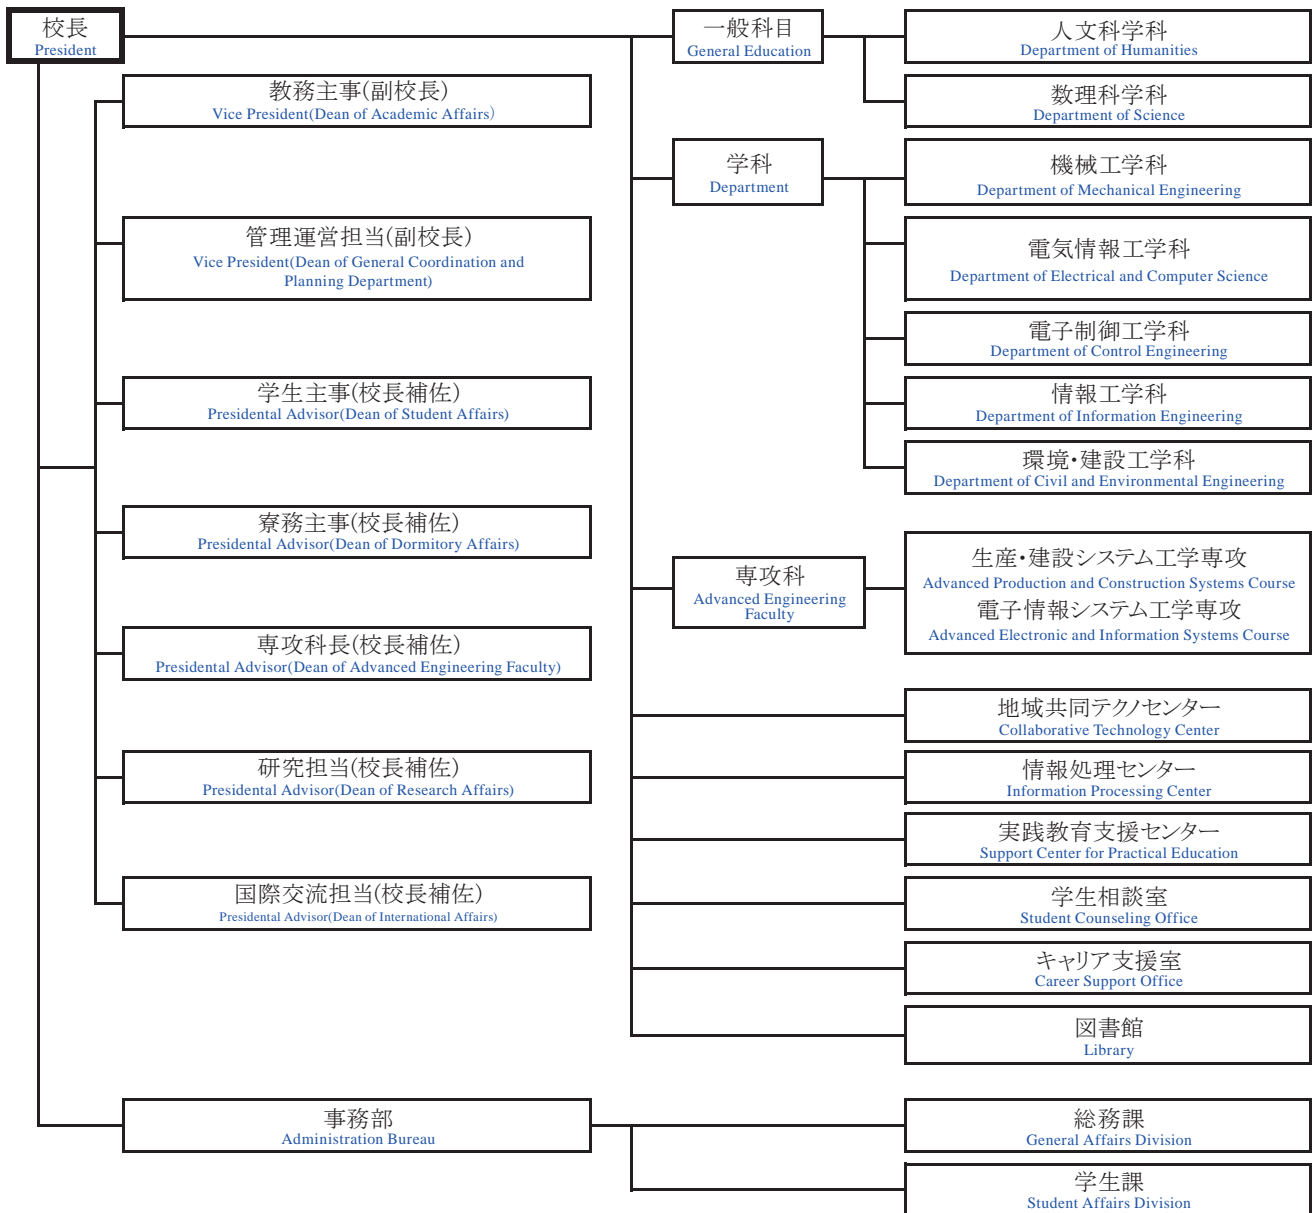 校長
President
教務主事(副校長)
Vice President(Dean of Academic Affairs)
管理運営担当(副校長)
Vice President(Dean of General Coordination and
Planning Department)
学生主事(校長補佐)
Presidential Advisor(Dean of Student Affairs)
寮務主事(校長補佐)
Presidential Advisor(Dean of Dormitory Affairs)
専攻科長(校長補佐)
Presidential Advisor(Dean of Advanced Engineering Faculty)
研究担当(校長補佐)
Presidential Advisor(Dean of Research Affairs)
国際交流担当(校長補佐)
Presidential Advisor(Dean of International Affairs)
事務部
Administration Bureau
一般科目
General Education
学科
Department
専攻科
Advanced Engineering
Faculty
人文科学科
Department of Humanities
数理科学科
Department of Science
機械工学科
Department of Mechanical Engineering
電気情報工学科
Department of Electrical and Computer Science
電子制御工学科
Department of Control Engineering
情報工学科
Department of Information Engineering
環境・建設工学科
Department of Civil and Environmental Engineering
生産・建設システム工学専攻
Advanced Production and Construction Systems Course
電子情報システム工学専攻
Advanced Electronic and Information Systems Course
地域共同テクノセンター
Collaborative Technology Center
情報処理センター
Information Processing Center
実践教育支援センター
Support Center for Practical Education
学生相談室
Student Counseling Office
キャリア支援室
Career Support Office
図書館
Library
総務課
General Affairs Division
学生課
Student Affairs Division